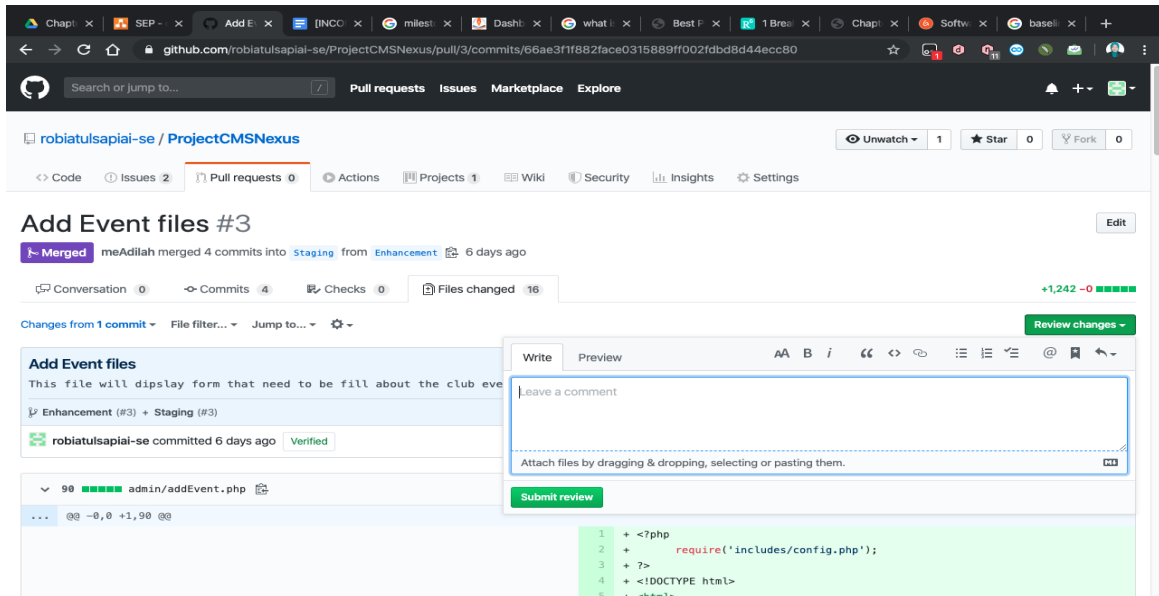 Chapt SEP - Add Ev [INCO milest Dashb what i Best P 1 Brea Chapt Softw baseli
github.com/robiatulsapiai-se/ProjectCMSNexus/pull/3/commits/66ae3f1f882face0315889ff002fdbd8d44ecc80 1 11
Search or jump to... / Pull requests Issues Marketplace Explore
robiatulsapiai-se / ProjectCMSNexus Unwatch 1 Star 0 Fork 0
Code Issues 2 Pull requests 0 Actions Projects 1 Wiki Security Insights Settings
Add Event files #3 Edit
Merged meAdilah merged 4 commits into Staging from Enhancement 6 days ago
Conversation 0 Commits 4 Checks 0 Files changed 16 +1,242 −0
Changes from 1 commit File filter... Jump to... Review changes
Write Preview AA B i
Add Event files
This file will dipslay form that need to be fill about the club eve
Leave a comment
Enhancement (#3) + Staging (#3)
robiatulsapiai-se committed 6 days ago Verified
Attach files by dragging & dropping, selecting or pasting them.
90 admin/addEvent.php
Submit review
... @@ -0,0 +1,90 @@
1 + <?php
2 + require('includes/config.php');
3 + ?>
4 + <!DOCTYPE html>
5 + <html>